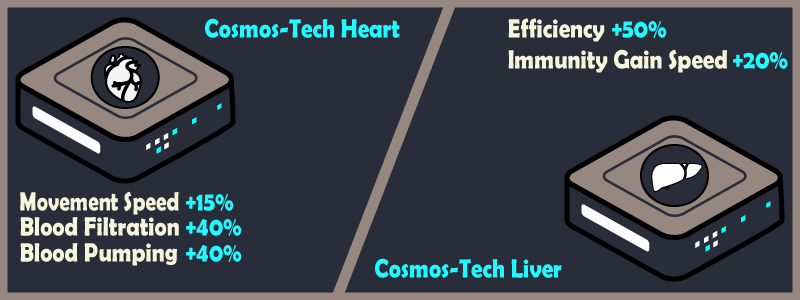 Cosmos-Tech Heart
Movement Speed +15%
Blood Filtration +40%
Blood Pumping +40%
Efficiency +50%
Immunity Gain Speed +20%
Cosmos-Tech Liver